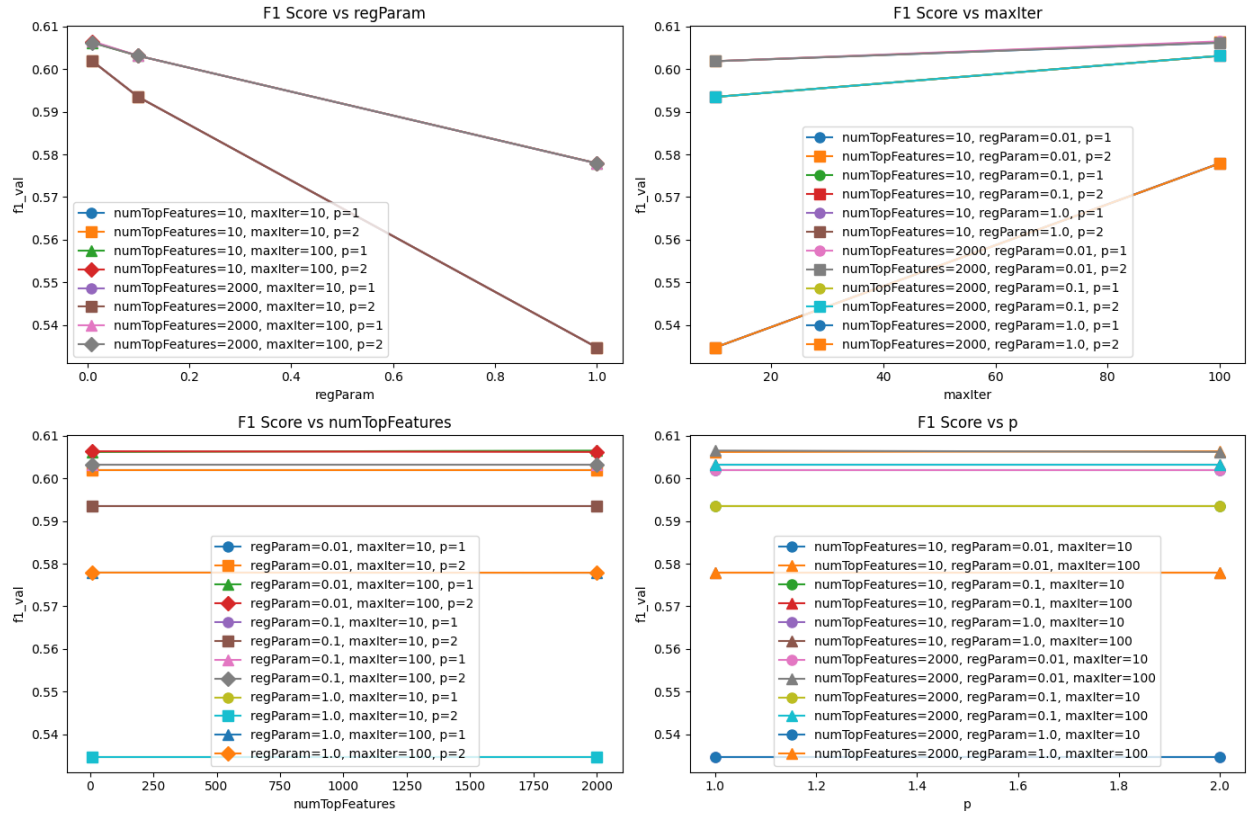 F1 Score vs regParam
0.61
0.60
0.59
0.58
0.57
0.56
0.55
0.54
f1_val
numTopFeatures=10, maxIter=10, p=1
numTopFeatures=10, maxIter=10, p=2
numTopFeatures=10, maxIter=100, p=1
numTopFeatures=10, maxIter=100, p=2
numTopFeatures=2000, maxIter=10, p=1
numTopFeatures=2000, maxIter=10, p=2
numTopFeatures=2000, maxIter=100, p=1
numTopFeatures=2000, maxIter=100, p=2
0.0 0.2 0.4 0.6 0.8 1.0
regParam
F1 Score vs maxIter
0.61
0.60
0.59
0.58
0.57
0.56
0.55
0.54
f1_val
numTopFeatures=10, regParam=0.01, p=1
numTopFeatures=10, regParam=0.01, p=2
numTopFeatures=10, regParam=0.1, p=1
numTopFeatures=10, regParam=0.1, p=2
numTopFeatures=10, regParam=1.0, p=1
numTopFeatures=10, regParam=1.0, p=2
numTopFeatures=2000, regParam=0.01, p=1
numTopFeatures=2000, regParam=0.01, p=2
numTopFeatures=2000, regParam=0.1, p=1
numTopFeatures=2000, regParam=0.1, p=2
numTopFeatures=2000, regParam=1.0, p=1
numTopFeatures=2000, regParam=1.0, p=2
20 40 60 80 100
maxIter
F1 Score vs numTopFeatures
0.61
0.60
0.59
0.58
0.57
0.56
0.55
0.54
f1_val
regParam=0.01, maxIter=10, p=1
regParam=0.01, maxIter=10, p=2
regParam=0.01, maxIter=100, p=1
regParam=0.01, maxIter=100, p=2
regParam=0.1, maxIter=10, p=1
regParam=0.1, maxIter=10, p=2
regParam=0.1, maxIter=100, p=1
regParam=0.1, maxIter=100, p=2
regParam=1.0, maxIter=10, p=1
regParam=1.0, maxIter=10, p=2
regParam=1.0, maxIter=100, p=1
regParam=1.0, maxIter=100, p=2
0 250 500 750 1000 1250 1500 1750 2000
numTopFeatures
F1 Score vs p
0.61
0.60
0.59
0.58
0.57
0.56
0.55
0.54
f1_val
numTopFeatures=10, regParam=0.01, maxIter=10
numTopFeatures=10, regParam=0.01, maxIter=100
numTopFeatures=10, regParam=0.1, maxIter=10
numTopFeatures=10, regParam=0.1, maxIter=100
numTopFeatures=10, regParam=1.0, maxIter=10
numTopFeatures=10, regParam=1.0, maxIter=100
numTopFeatures=2000, regParam=0.01, maxIter=10
numTopFeatures=2000, regParam=0.01, maxIter=100
numTopFeatures=2000, regParam=0.1, maxIter=10
numTopFeatures=2000, regParam=0.1, maxIter=100
numTopFeatures=2000, regParam=1.0, maxIter=10
numTopFeatures=2000, regParam=1.0, maxIter=100
1.0 1.2 1.4 1.6 1.8 2.0
p